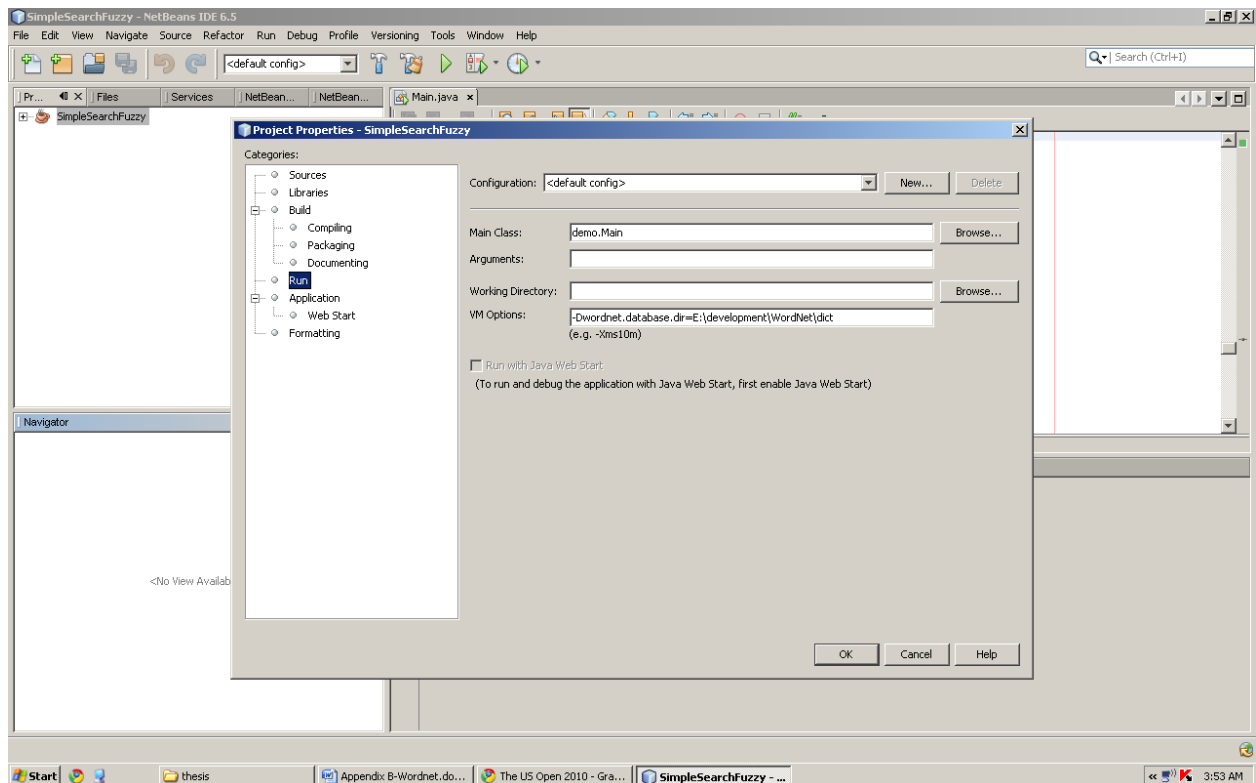 SimpleSearchFuzzy - NetBeans IDE 6.5
File Edit View Navigate Source Refactor Run Debug Profile Versioning Tools Window Help
<default config>
Search (Ctrl+I)
Pr... Files Services NetBean... NetBean... Main.java
SimpleSearchFuzzy
Project Properties - SimpleSearchFuzzy
Categories:
Sources
Libraries
Build
Compiling
Packaging
Documenting
Run
Application
Web Start
Formatting
Configuration: <default config> New... Delete
Main Class: demo.Main Browse...
Arguments:
Working Directory: Browse...
VM Options: -Dwordnet.database.dir=E:\development\WordNet\dict
(e.g. -Xms10m)
Run with Java Web Start
(To run and debug the application with Java Web Start, first enable Java Web Start)
Navigator
<No View Availab
OK Cancel Help
Start thesis Appendix B-Wordnet.do... The US Open 2010 - Gra... SimpleSearchFuzzy - ... 3:53 AM